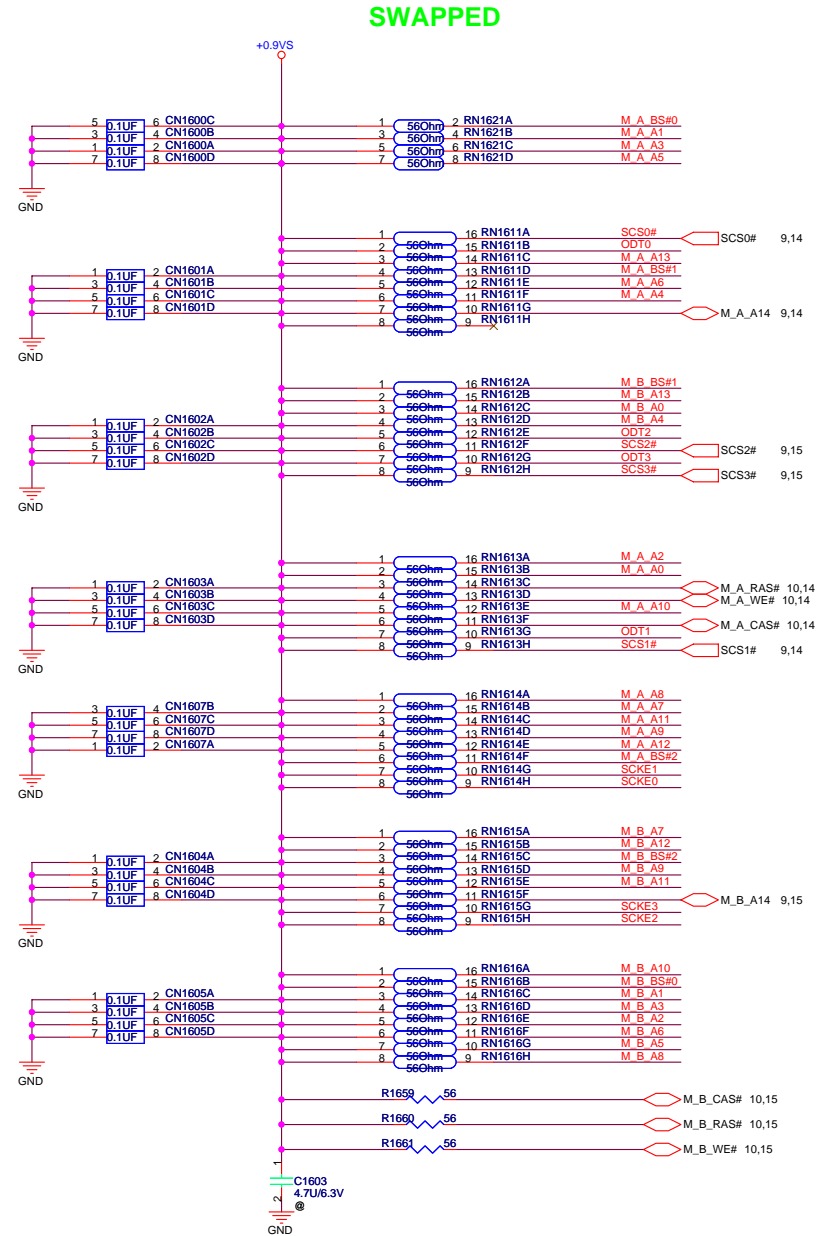 SWAPPED
+0.9VS
5 0.1UF 6 CN1600C
3 0.1UF 4 CN1600B
1 0.1UF 2 CN1600A
7 0.1UF 8 CN1600D
GND
1 56Ohm 2 RN1621A M_A_BS#0
3 56Ohm 4 RN1621B M_A_A1
5 56Ohm 6 RN1621C M_A_A3
7 56Ohm 8 RN1621D M_A_A5
1 0.1UF 2 CN1601A
3 0.1UF 4 CN1601B
5 0.1UF 6 CN1601C
7 0.1UF 8 CN1601D
GND
1 56Ohm 16 RN1611A SCS0# SCS0# 9,14
2 56Ohm 15 RN1611B ODT0
3 56Ohm 14 RN1611C M_A_A13
4 56Ohm 13 RN1611D M_A_BS#1
5 56Ohm 12 RN1611E M_A_A6
6 56Ohm 11 RN1611F M_A_A4
7 56Ohm 10 RN1611G M_A_A14 9,14
8 56Ohm 9 RN1611H
1 0.1UF 2 CN1602A
3 0.1UF 4 CN1602B
5 0.1UF 6 CN1602C
7 0.1UF 8 CN1602D
GND
1 56Ohm 16 RN1612A M_B_BS#1
2 56Ohm 15 RN1612B M_B_A13
3 56Ohm 14 RN1612C M_B_A0
4 56Ohm 13 RN1612D M_B_A4
5 56Ohm 12 RN1612E ODT2
6 56Ohm 11 RN1612F SCS2# SCS2# 9,15
7 56Ohm 10 RN1612G ODT3
8 56Ohm 9 RN1612H SCS3# SCS3# 9,15
1 0.1UF 2 CN1603A
3 0.1UF 4 CN1603B
5 0.1UF 6 CN1603C
7 0.1UF 8 CN1603D
GND
1 56Ohm 16 RN1613A M_A_A2
2 56Ohm 15 RN1613B M_A_A0
3 56Ohm 14 RN1613C M_A_RAS# 10,14
4 56Ohm 13 RN1613D M_A_WE# 10,14
5 56Ohm 12 RN1613E M_A_A10
6 56Ohm 11 RN1613F M_A_CAS# 10,14
7 56Ohm 10 RN1613G ODT1
8 56Ohm 9 RN1613H SCS1# SCS1# 9,14
3 0.1UF 4 CN1607B
5 0.1UF 6 CN1607C
7 0.1UF 8 CN1607D
1 0.1UF 2 CN1607A
GND
1 56Ohm 16 RN1614A M_A_A8
2 56Ohm 15 RN1614B M_A_A7
3 56Ohm 14 RN1614C M_A_A11
4 56Ohm 13 RN1614D M_A_A9
5 56Ohm 12 RN1614E M_A_A12
6 56Ohm 11 RN1614F M_A_BS#2
7 56Ohm 10 RN1614G SCKE1
8 56Ohm 9 RN1614H SCKE0
1 0.1UF 2 CN1604A
3 0.1UF 4 CN1604B
5 0.1UF 6 CN1604C
7 0.1UF 8 CN1604D
GND
1 56Ohm 16 RN1615A M_B_A7
2 56Ohm 15 RN1615B M_B_A12
3 56Ohm 14 RN1615C M_B_BS#2
4 56Ohm 13 RN1615D M_B_A9
5 56Ohm 12 RN1615E M_B_A11
6 56Ohm 11 RN1615F M_B_A14 9,15
7 56Ohm 10 RN1615G SCKE3
8 56Ohm 9 RN1615H SCKE2
1 0.1UF 2 CN1605A
3 0.1UF 4 CN1605B
5 0.1UF 6 CN1605C
7 0.1UF 8 CN1605D
GND
1 56Ohm 16 RN1616A M_B_A10
2 56Ohm 15 RN1616B M_B_BS#0
3 56Ohm 14 RN1616C M_B_A1
4 56Ohm 13 RN1616D M_B_A3
5 56Ohm 12 RN1616E M_B_A2
6 56Ohm 11 RN1616F M_B_A6
7 56Ohm 10 RN1616G M_B_A5
8 56Ohm 9 RN1616H M_B_A8
R1659 56 M_B_CAS# 10,15
R1660 56 M_B_RAS# 10,15
R1661 56 M_B_WE# 10,15
1
C1603
4.7U/6.3V
2 @
GND